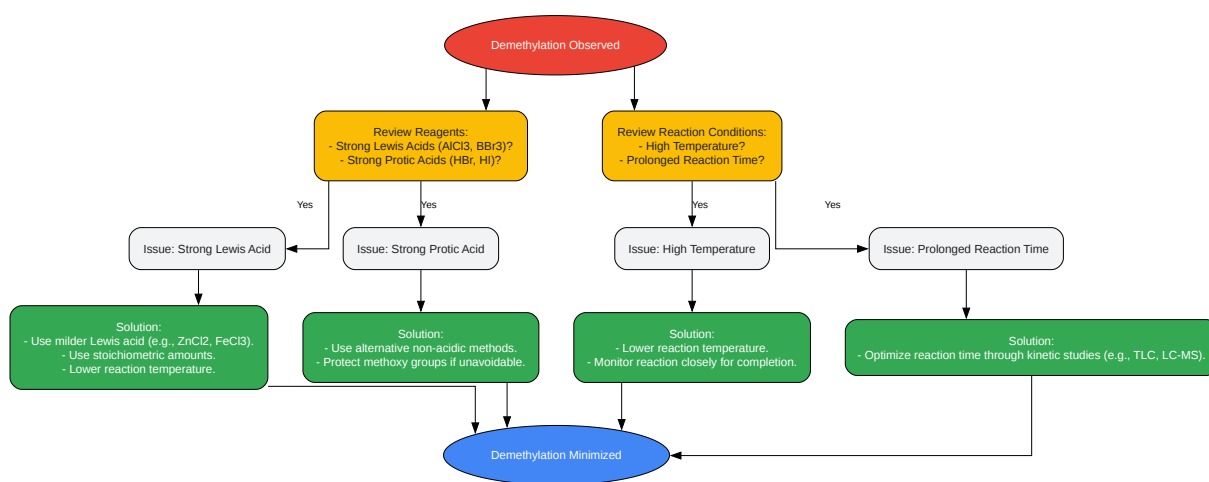 Demethylation Observed
Review Reagents:
- Strong Lewis Acids (AlCl3, BBr3)?
- Strong Protic Acids (HBr, HI)?
Review Reaction Conditions:
- High Temperature?
- Prolonged Reaction Time?
Yes
Yes
Yes
Yes
Issue: Strong Lewis Acid
Issue: Strong Protic Acid
Issue: High Temperature
Issue: Prolonged Reaction Time
Solution:
- Use milder Lewis acid (e.g., ZnCl2, FeCl3).
- Use stoichiometric amounts.
- Lower reaction temperature.
Solution:
- Use alternative non-acidic methods.
- Protect methoxy groups if unavoidable.
Solution:
- Lower reaction temperature.
- Monitor reaction closely for completion.
Solution:
- Optimize reaction time through kinetic studies (e.g., TLC, LC-MS).
Demethylation Minimized